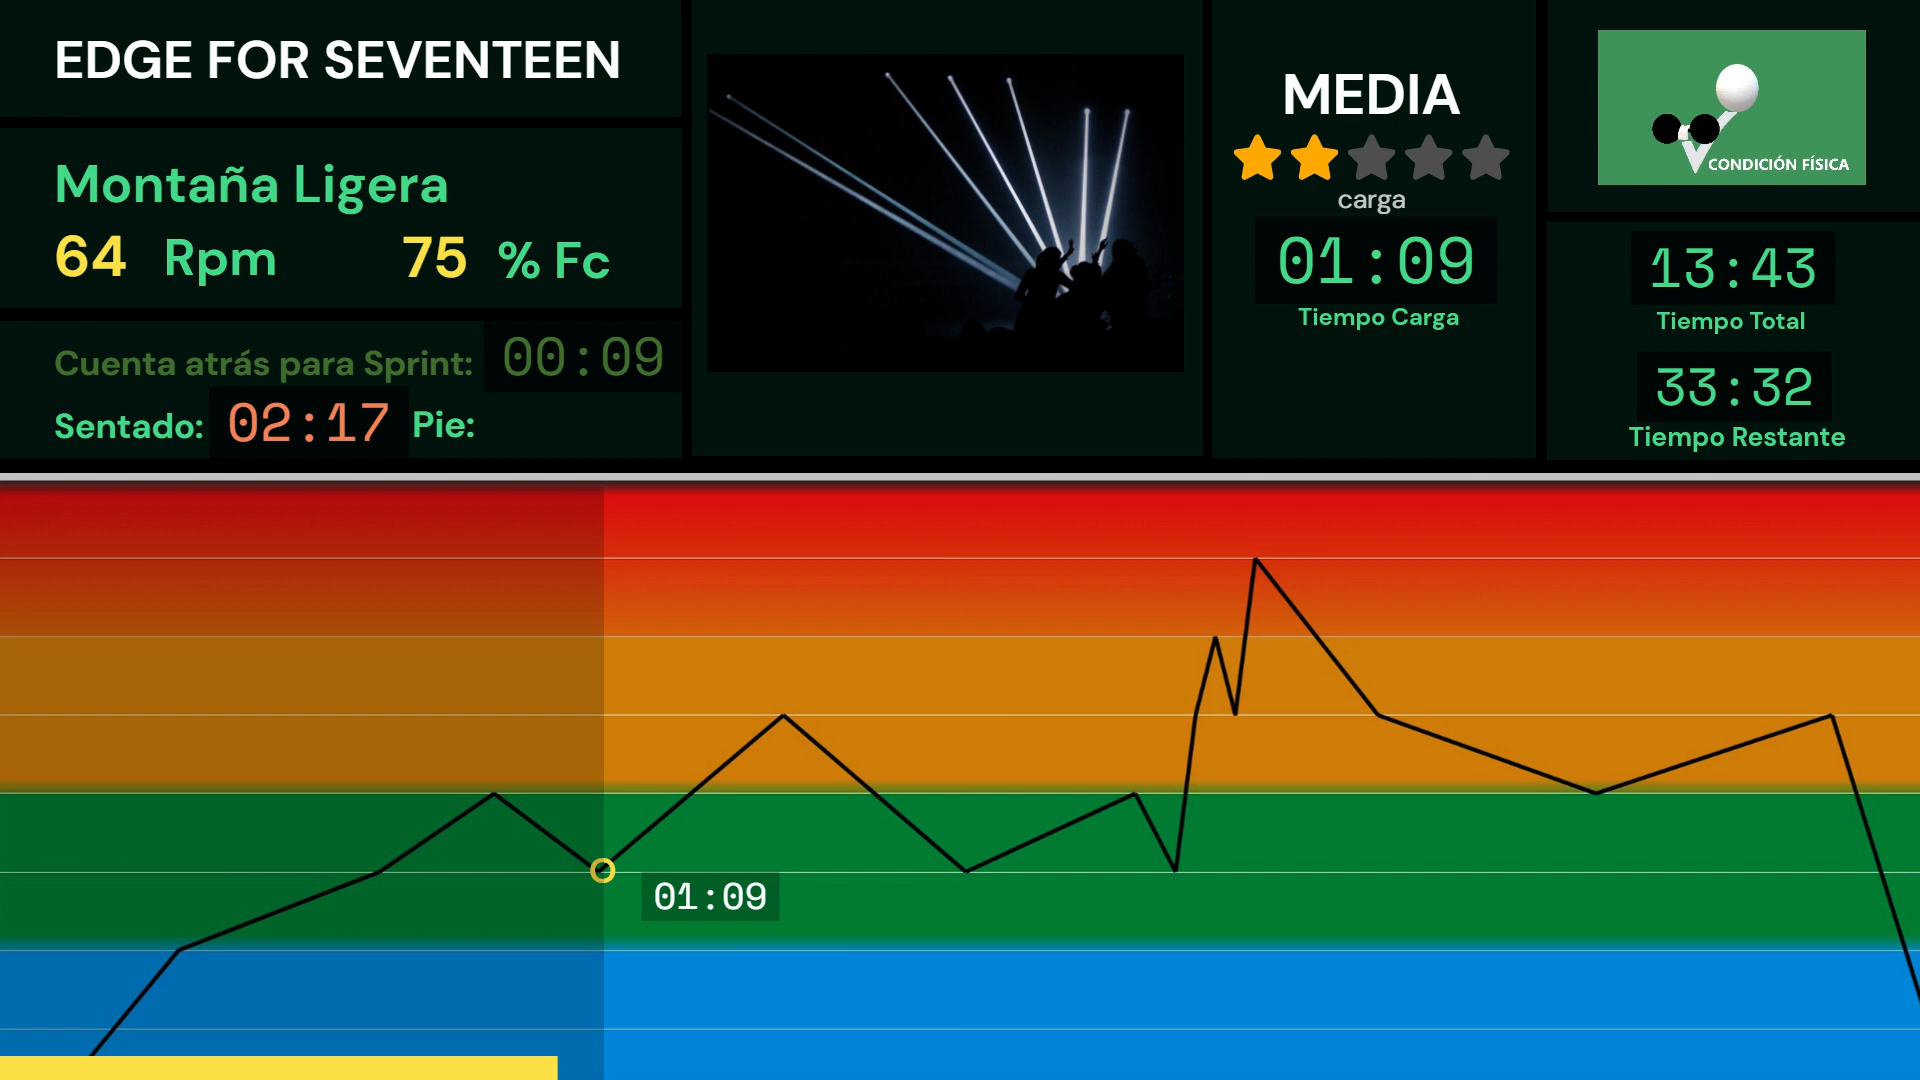 EDGE FOR SEVENTEEN
Montaña Ligera
64 Rpm 75 % Fc
Cuenta atrás para Sprint: 00:09
Sentado: 02:17 Pie:
MEDIA
carga
01:09
Tiempo Carga
CONDICIÓN FÍSICA
13:43
Tiempo Total
33:32
Tiempo Restante
01:09